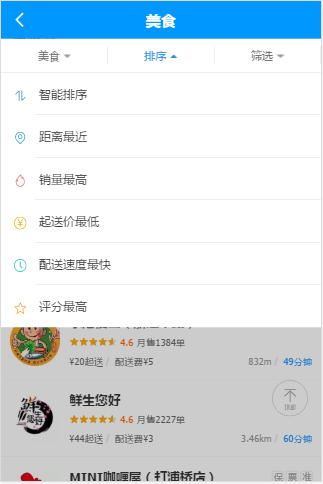 美食
美食 排序 筛选
智能排序
距离最近
销量最高
起送价最低
配送速度最快
评分最高
4.6 月售1384单
¥20起送 / 配送费¥5 832m / 49分钟
鲜生您好
4.6 月售2227单
顶部
¥44起送 / 配送费¥3 3.46km / 60分钟
MINI咖喱屋（打浦桥店） 保 票 准